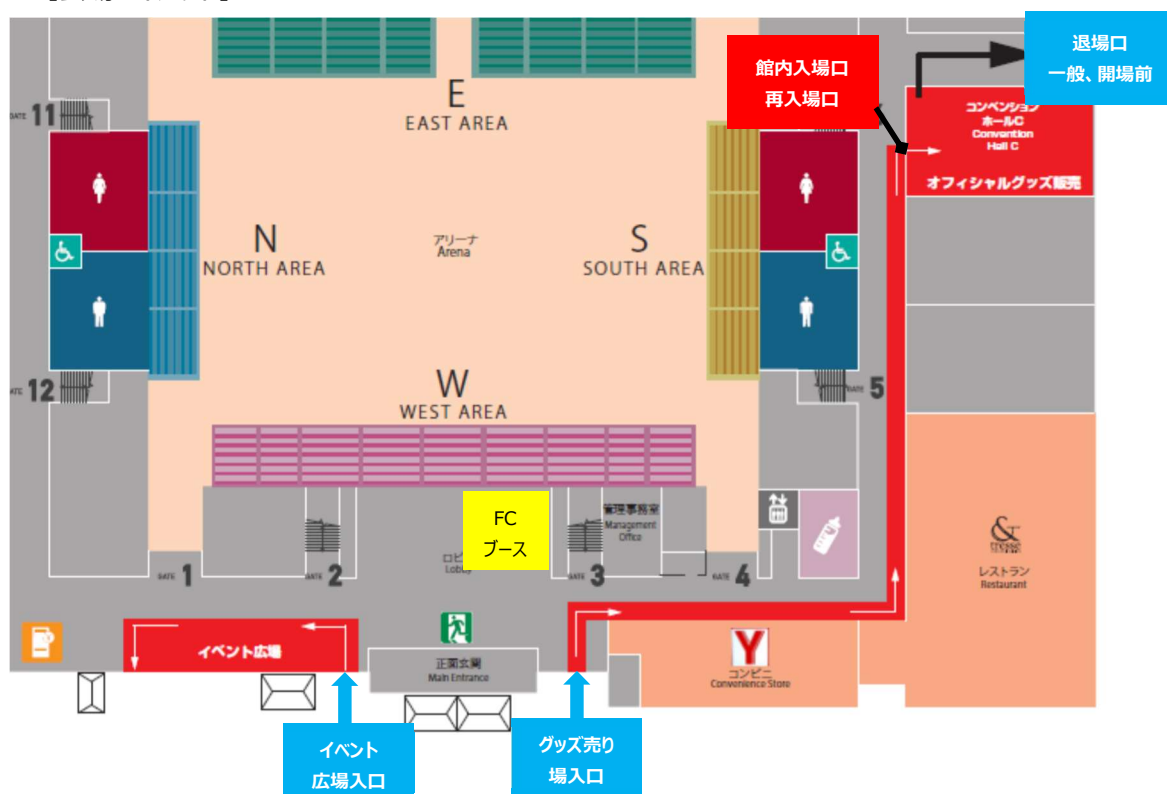 退場口
一般、開場前
館内入場口
再入場口
コンベンション
ホールC
Convention
Hall C
オフィシャルグッズ販売
GATE 11
E
EAST AREA
N
NORTH AREA
アリーナ
Arena
S
SOUTH AREA
GATE 12
GATE 5
W
WEST AREA
FC
ブース
管理事務室
Management
Office
ロビ
Lobby
GATE 1
GATE 2
GATE 3
GATE 4
&
tresse
レストラン
Restaurant
イベント広場
正面玄関
Main Entrance
Y
コンビニ
Convenience Store
イベント
広場入口
グッズ売り
場入口